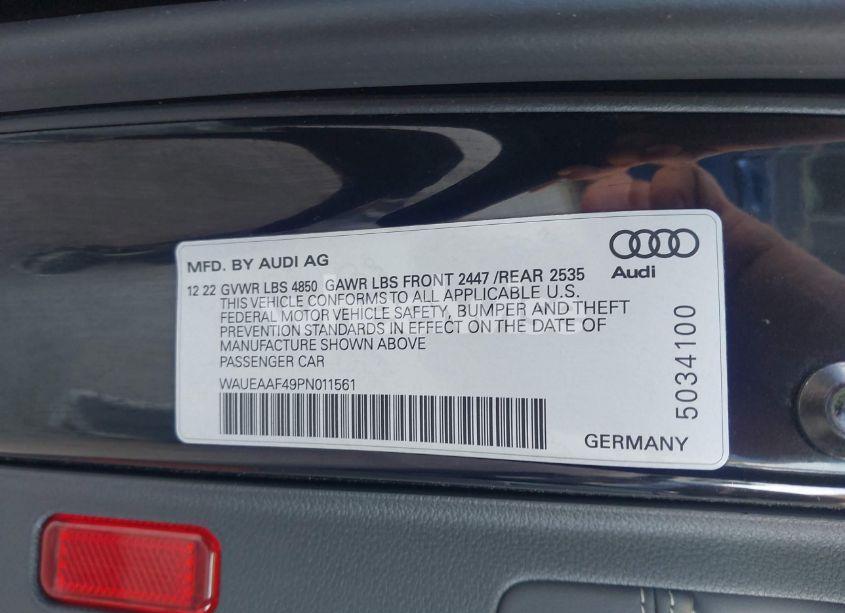 MFD. BY AUDI AG
12 22 GVWR LBS 4850 GAWR LBS FRONT 2447 /REAR 2535
THIS VEHICLE CONFORMS TO ALL APPLICABLE U.S.
FEDERAL MOTOR VEHICLE SAFETY, BUMPER AND THEFT
PREVENTION STANDARDS IN EFFECT ON THE DATE OF
MANUFACTURE SHOWN ABOVE
PASSENGER CAR
WAUEAAF49PN011561
Audi
5034100
GERMANY